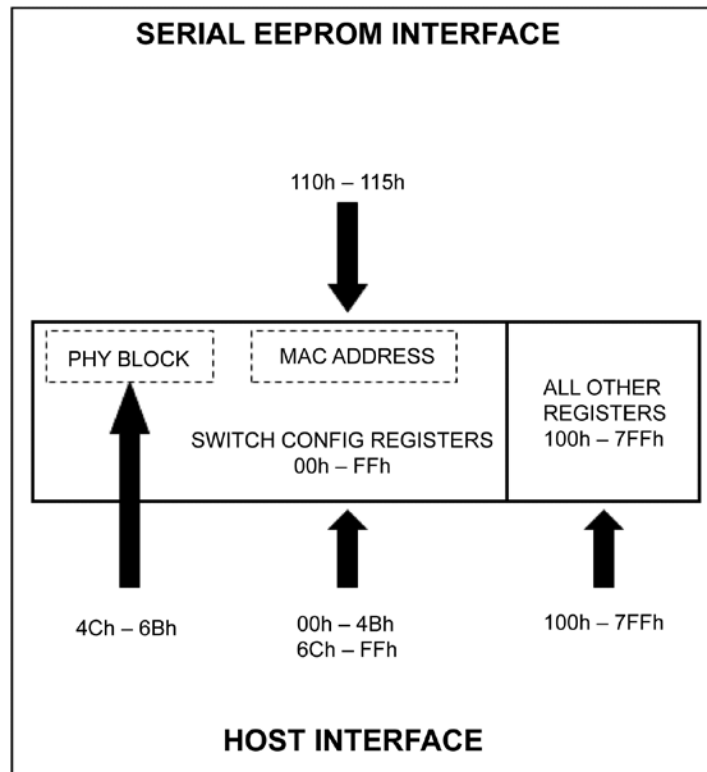 SERIAL EEPROM INTERFACE
110h – 115h
PHY BLOCK
MAC ADDRESS
ALL OTHER
REGISTERS
100h – 7FFh
SWITCH CONFIG REGISTERS
00h – FFh
4Ch – 6Bh
00h – 4Bh
6Ch – FFh
100h – 7FFh
HOST INTERFACE